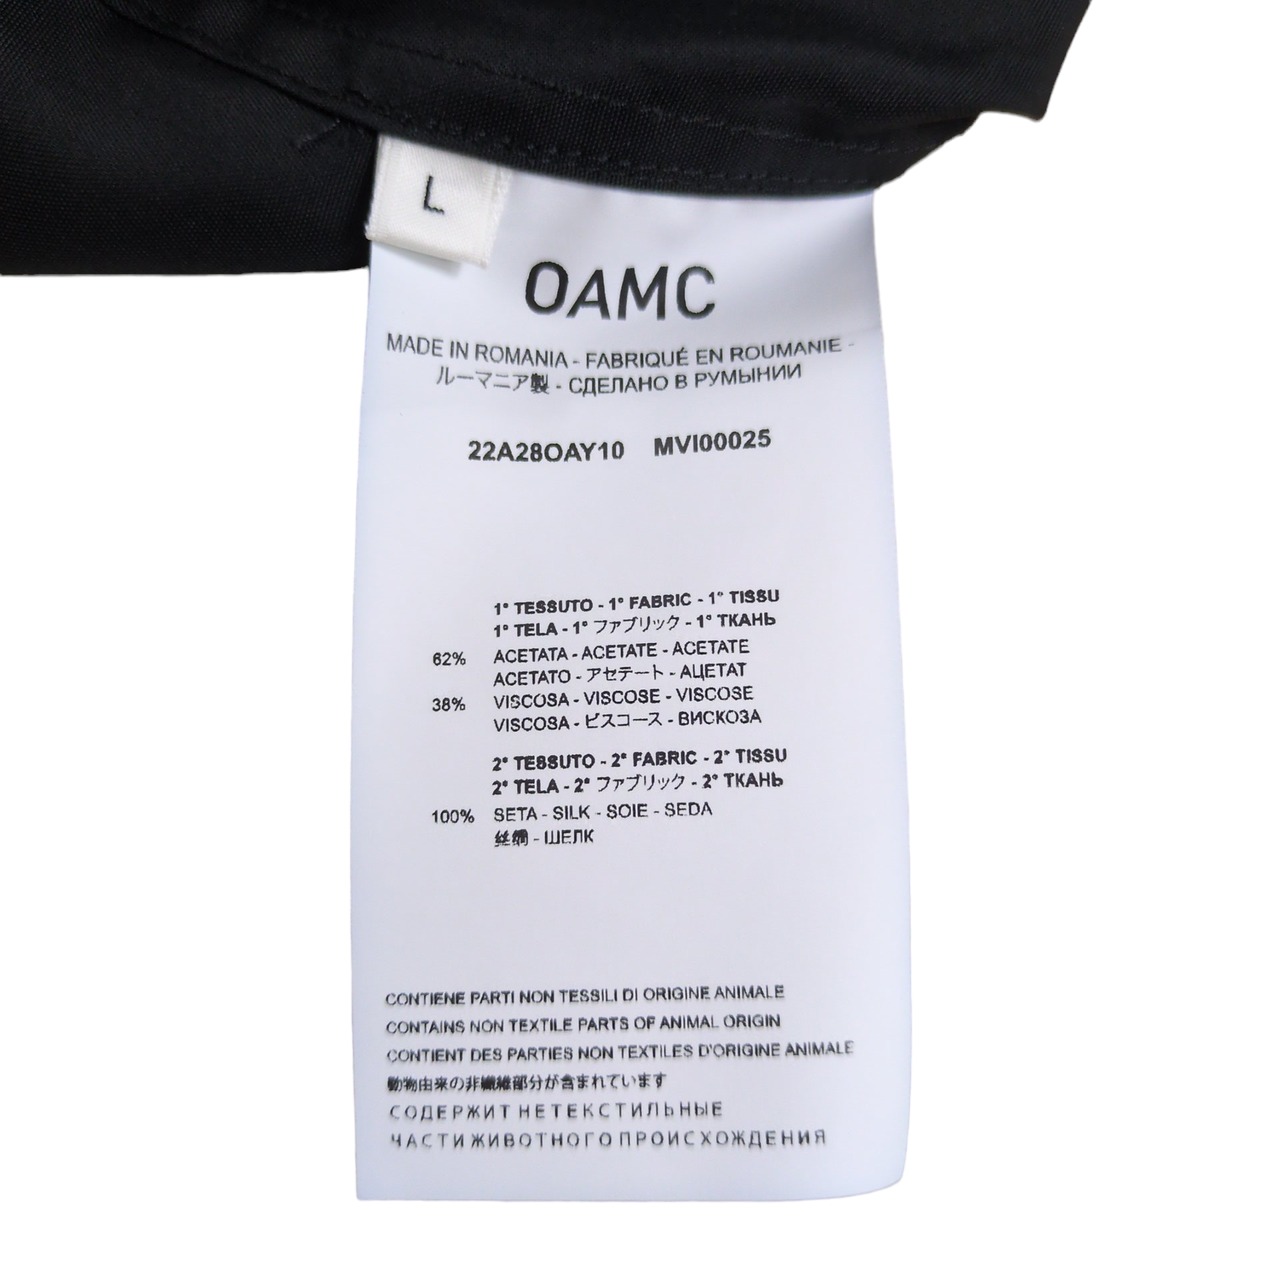 L
OAMC
MADE IN ROMANIA - FABRIQUÉ EN ROUMANIE -
ルーマニア製 - СДЕЛАНО В РУМЫНИИ
22A28OAY10 MVI00025
1° TESSUTO - 1° FABRIC - 1° TISSU
1° TELA - 1° ファブリック - 1° ТКАНЬ
62% ACETATA - ACETATE - ACETATE
ACETATO - アセテート - АЦЕТАТ
38% VISCOSA - VISCOSE - VISCOSE
VISCOSA - ビスコース - ВИСКОЗА
2° TESSUTO - 2° FABRIC - 2° TISSU
2° TELA - 2° ファブリック - 2° ТКАНЬ
100% SETA - SILK - SOIE - SEDA
丝绸 - ШЕЛК
CONTIENE PARTI NON TESSILI DI ORIGINE ANIMALE
CONTAINS NON TEXTILE PARTS OF ANIMAL ORIGIN
CONTIENT DES PARTIES NON TEXTILES D'ORIGINE ANIMALE
動物由来の非繊維部分が含まれています
СОДЕРЖИТ НЕТЕКСТИЛЬНЫЕ
ЧАСТИ ЖИВОТНОГО ПРОИСХОЖДЕНИЯ